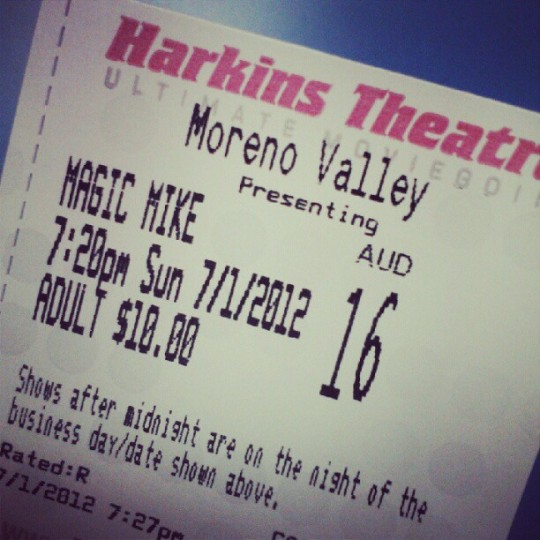 Harkins Theatr
ULTIMATE MOVIEGOI
Moreno Valley
Presenting
MAGIC MIKE
AUD
7:20pm Sun 7/1/2012
16
ADULT $10.00
Shows after midnight are on the night of the
business day/date shown above.
Rated:R
7/1/2012 7:27pm